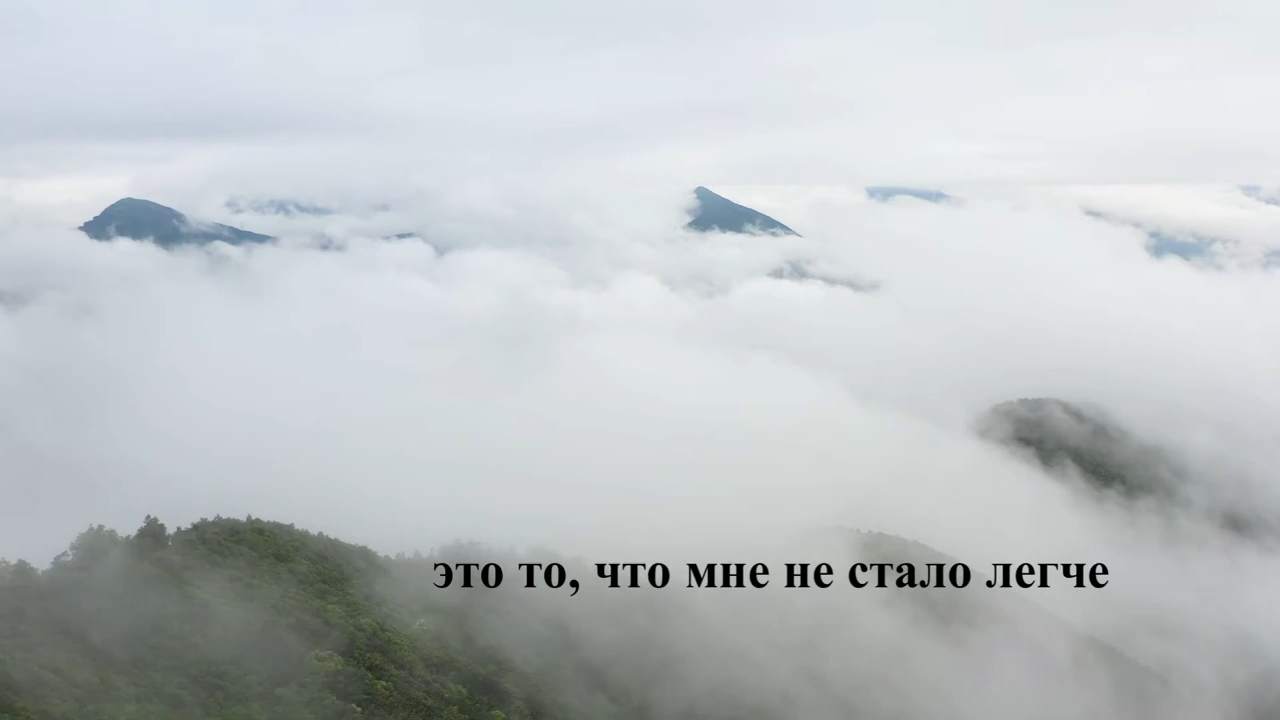 это то, что мне не стало легче